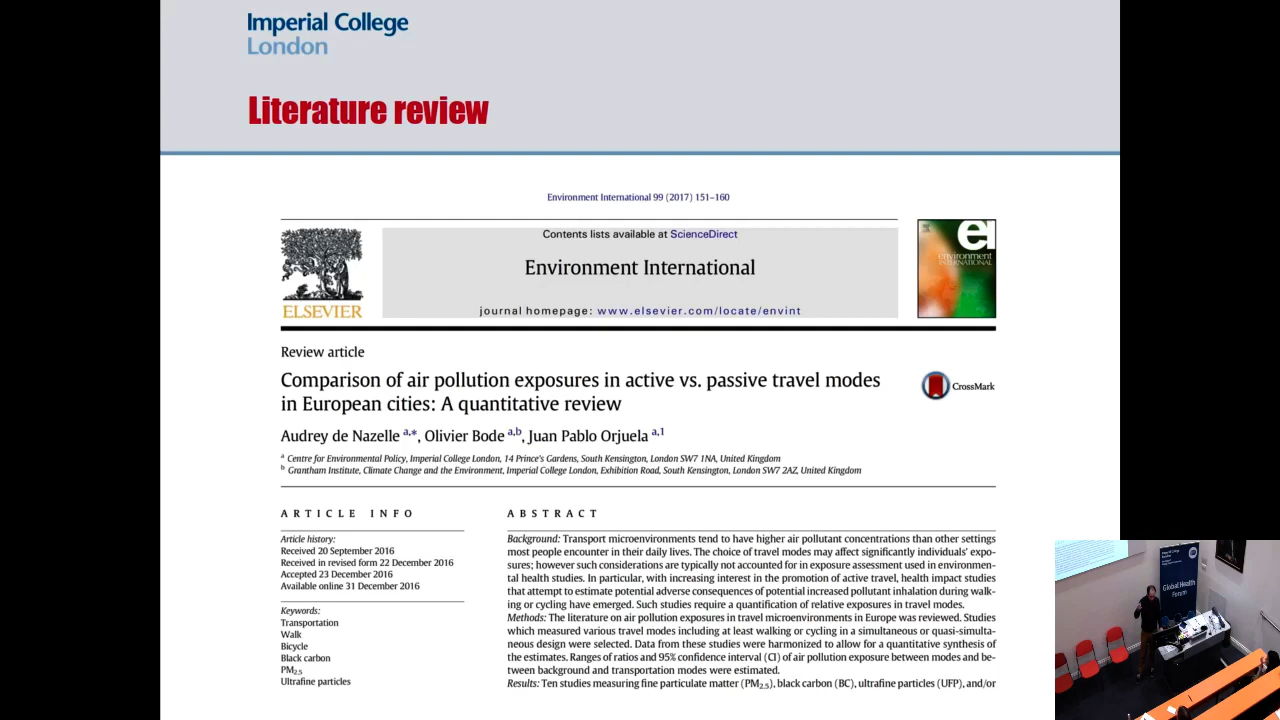 Imperial College
London
Literature review
Environment International 99 (2017) 151–160
Contents lists available at ScienceDirect
Environment International
journal homepage: www.elsevier.com/locate/envint
ELSEVIER
environment
INTERNATIONAL
Review article
Comparison of air pollution exposures in active vs. passive travel modes
in European cities: A quantitative review
CrossMark
Audrey de Nazelle a,*, Olivier Bode a,b, Juan Pablo Orjuela a,1
a Centre for Environmental Policy, Imperial College London, 14 Prince's Gardens, South Kensington, London SW7 1NA, United Kingdom
b Grantham Institute, Climate Change and the Environment, Imperial College London, Exhibition Road, South Kensington, London SW7 2AZ, United Kingdom
ARTICLE INFO
Article history:
Received 20 September 2016
Received in revised form 22 December 2016
Accepted 23 December 2016
Available online 31 December 2016
Keywords:
Transportation
Walk
Bicycle
Black carbon
PM2.5
Ultrafine particles
ABSTRACT
Background: Transport microenvironments tend to have higher air pollutant concentrations than other settings
most people encounter in their daily lives. The choice of travel modes may affect significantly individuals' expo-
sures; however such considerations are typically not accounted for in exposure assessment used in environmen-
tal health studies. In particular, with increasing interest in the promotion of active travel, health impact studies
that attempt to estimate potential adverse consequences of potential increased pollutant inhalation during walk-
ing or cycling have emerged. Such studies require a quantification of relative exposures in travel modes.
Methods: The literature on air pollution exposures in travel microenvironments in Europe was reviewed. Studies
which measured various travel modes including at least walking or cycling in a simultaneous or quasi-simulta-
neous design were selected. Data from these studies were harmonized to allow for a quantitative synthesis of
the estimates. Ranges of ratios and 95% confidence interval (CI) of air pollution exposure between modes and be-
tween background and transportation modes were estimated.
Results: Ten studies measuring fine particulate matter (PM2.5), black carbon (BC), ultrafine particles (UFP), and/or
Global Health
Forum